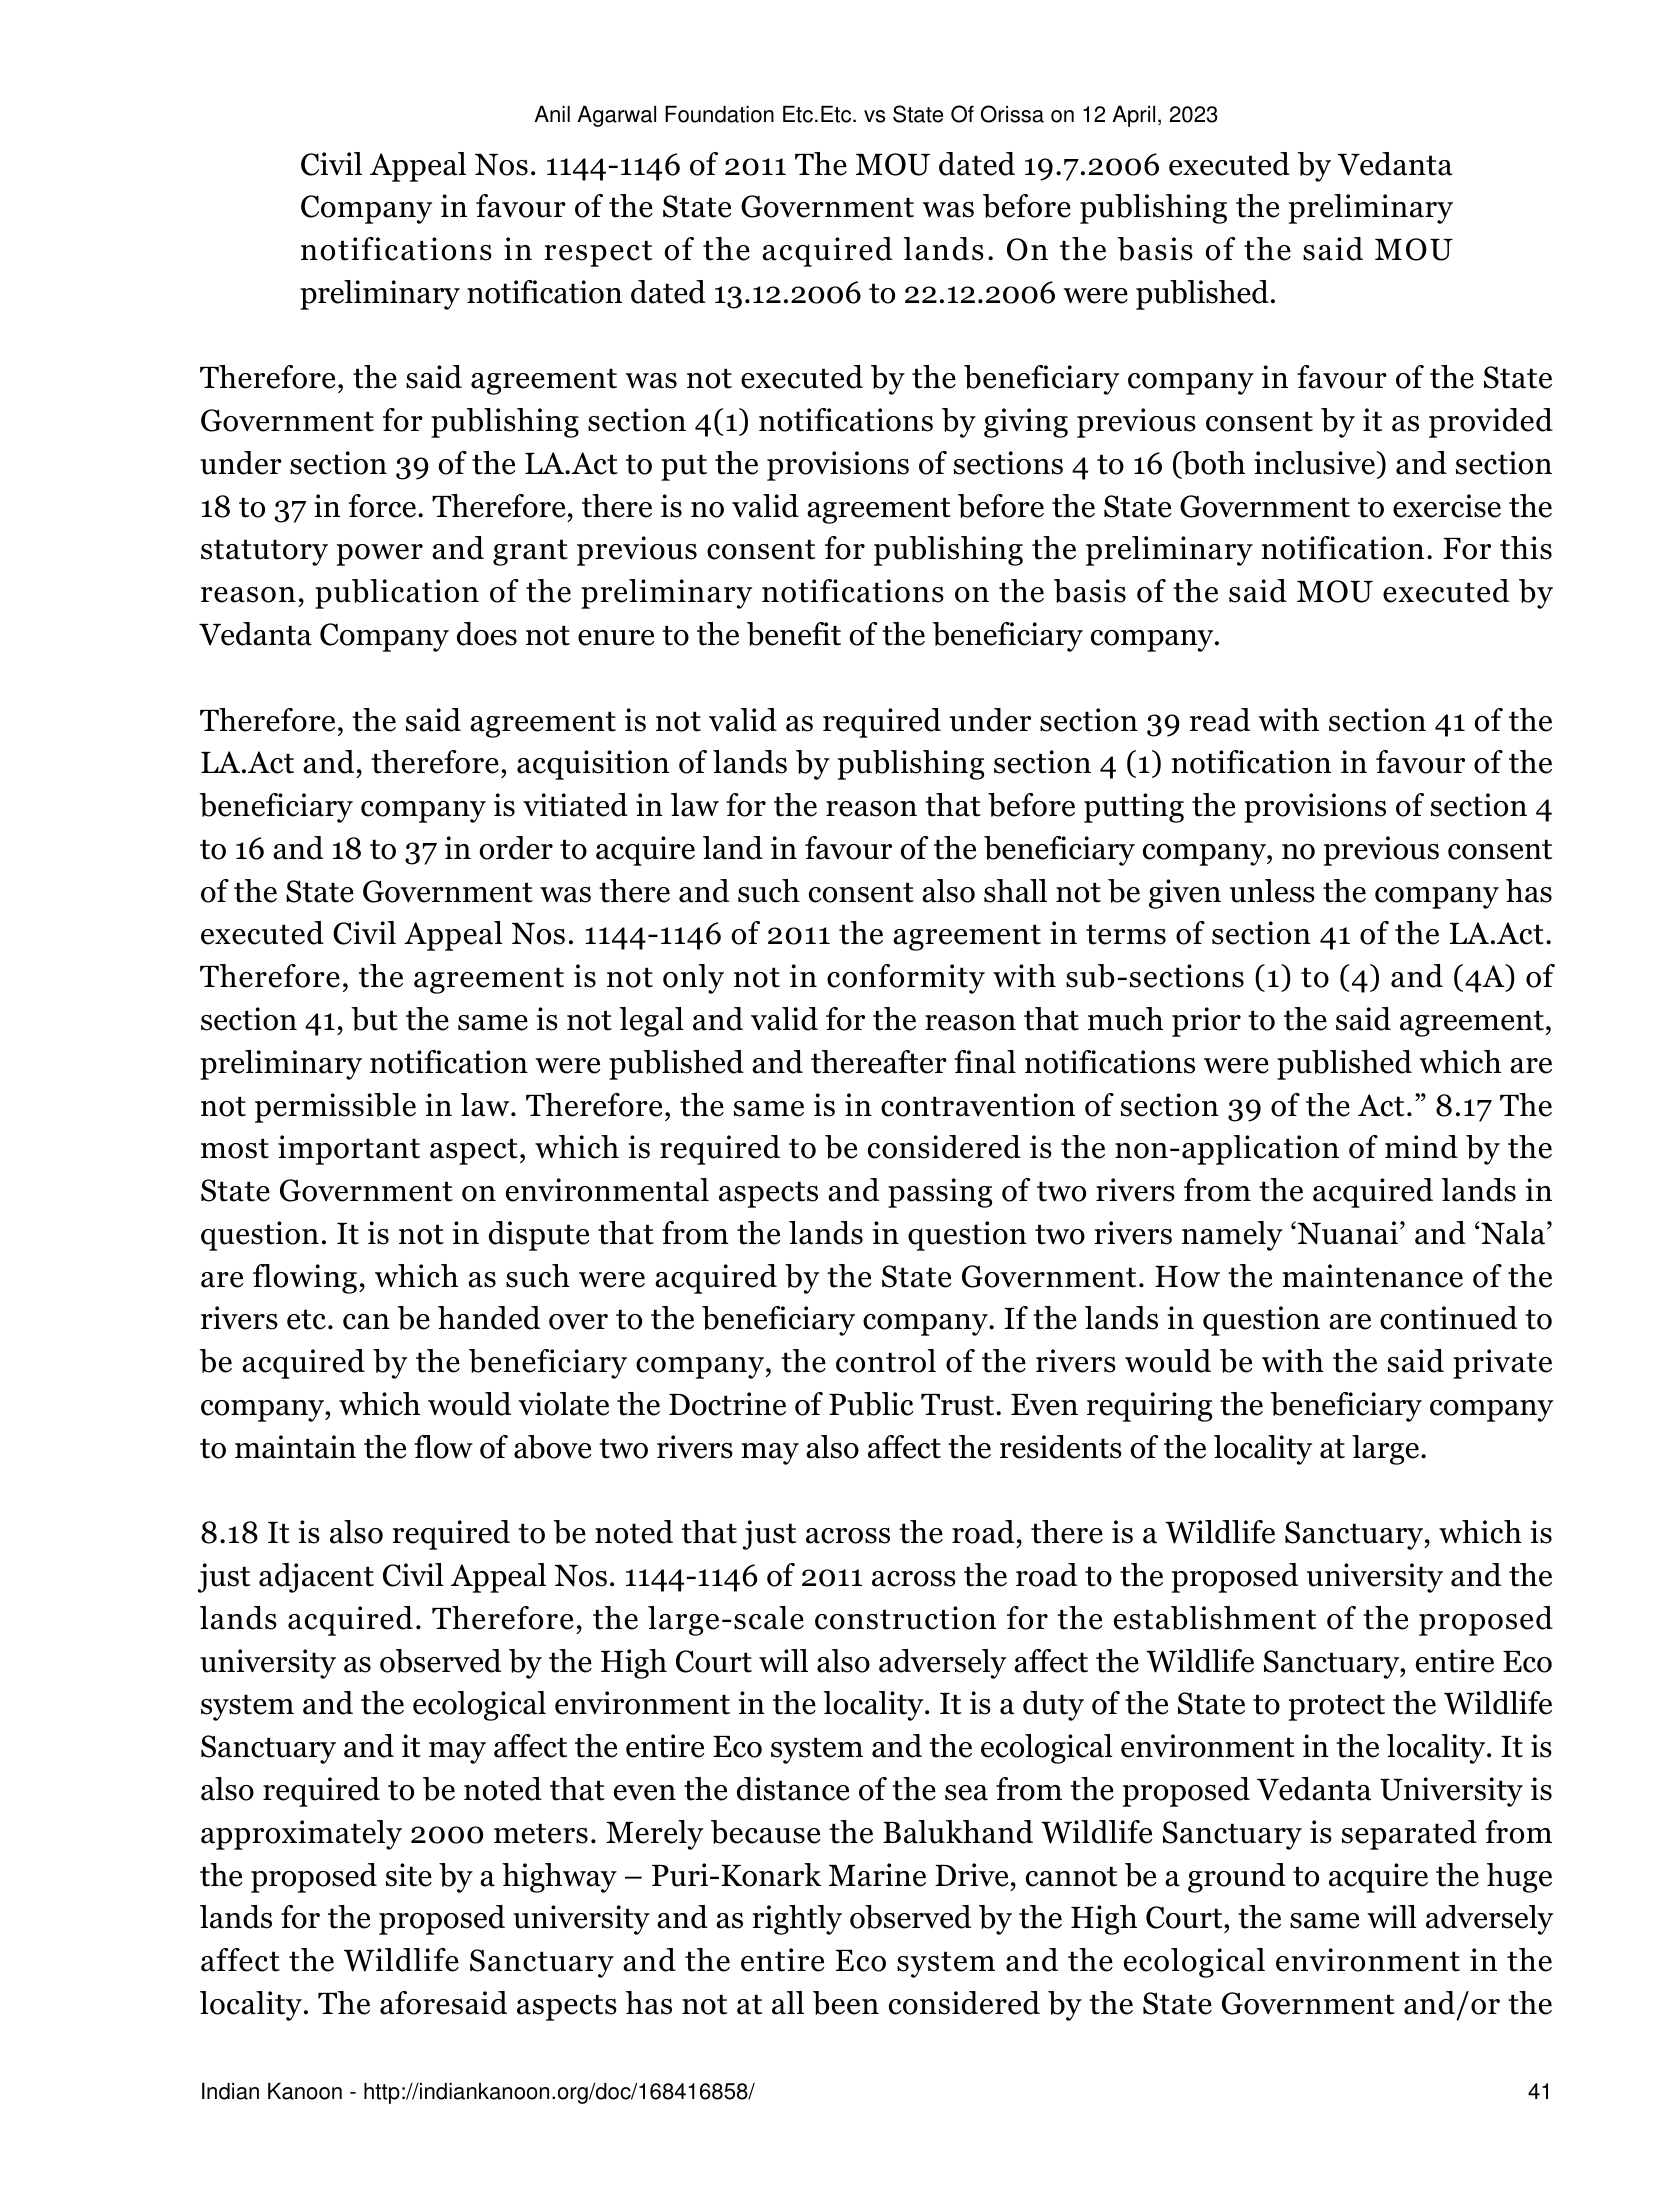 Anil Agarwal Foundation Etc.Etc. vs State Of Orissa on 12 April, 2023
Civil Appeal Nos. 1144-1146 of 2011 The MOU dated 19.7.2006 executed by Vedanta
Company in favour of the State Government was before publishing the preliminary
notifications in respect of the acquired lands. On the basis of the said MOU
preliminary notification dated 13.12.2006 to 22.12.2006 were published.
Therefore, the said agreement was not executed by the beneficiary company in favour of the State
Government for publishing section 4(1) notifications by giving previous consent by it as provided
under section 39 of the LA.Act to put the provisions of sections 4 to 16 (both inclusive) and section
18 to 37 in force. Therefore, there is no valid agreement before the State Government to exercise the
statutory power and grant previous consent for publishing the preliminary notification. For this
reason, publication of the preliminary notifications on the basis of the said MOU executed by
Vedanta Company does not enure to the benefit of the beneficiary company.
Therefore, the said agreement is not valid as required under section 39 read with section 41 of the
LA.Act and, therefore, acquisition of lands by publishing section 4 (1) notification in favour of the
beneficiary company is vitiated in law for the reason that before putting the provisions of section 4
to 16 and 18 to 37 in order to acquire land in favour of the beneficiary company, no previous consent
of the State Government was there and such consent also shall not be given unless the company has
executed Civil Appeal Nos. 1144-1146 of 2011 the agreement in terms of section 41 of the LA.Act.
Therefore, the agreement is not only not in conformity with sub-sections (1) to (4) and (4A) of
section 41, but the same is not legal and valid for the reason that much prior to the said agreement,
preliminary notification were published and thereafter final notifications were published which are
not permissible in law. Therefore, the same is in contravention of section 39 of the Act.” 8.17 The
most important aspect, which is required to be considered is the non-application of mind by the
State Government on environmental aspects and passing of two rivers from the acquired lands in
question. It is not in dispute that from the lands in question two rivers namely ‘Nuanai’ and ‘Nala’
are flowing, which as such were acquired by the State Government. How the maintenance of the
rivers etc. can be handed over to the beneficiary company. If the lands in question are continued to
be acquired by the beneficiary company, the control of the rivers would be with the said private
company, which would violate the Doctrine of Public Trust. Even requiring the beneficiary company
to maintain the flow of above two rivers may also affect the residents of the locality at large.
8.18 It is also required to be noted that just across the road, there is a Wildlife Sanctuary, which is
just adjacent Civil Appeal Nos. 1144-1146 of 2011 across the road to the proposed university and the
lands acquired. Therefore, the large-scale construction for the establishment of the proposed
university as observed by the High Court will also adversely affect the Wildlife Sanctuary, entire Eco
system and the ecological environment in the locality. It is a duty of the State to protect the Wildlife
Sanctuary and it may affect the entire Eco system and the ecological environment in the locality. It is
also required to be noted that even the distance of the sea from the proposed Vedanta University is
approximately 2000 meters. Merely because the Balukhand Wildlife Sanctuary is separated from
the proposed site by a highway – Puri-Konark Marine Drive, cannot be a ground to acquire the huge
lands for the proposed university and as rightly observed by the High Court, the same will adversely
affect the Wildlife Sanctuary and the entire Eco system and the ecological environment in the
locality. The aforesaid aspects has not at all been considered by the State Government and/or the
Indian Kanoon - http://indiankanoon.org/doc/168416858/ 41